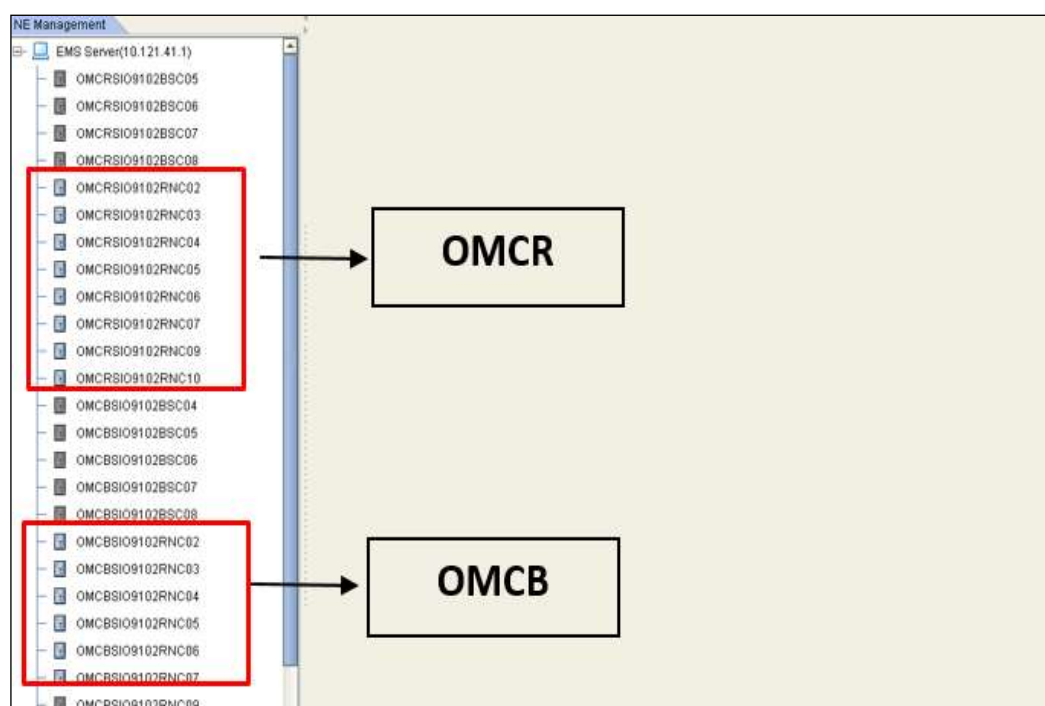 NE Management
EMS Server(10.121.41.1)
OMCRSIO9102BSC05
OMCRSIO9102BSC06
OMCRSIO9102BSC07
OMCRSIO9102BSC08
OMCRSIO9102RNC02
OMCRSIO9102RNC03
OMCRSIO9102RNC04
OMCRSIO9102RNC05
OMCRSIO9102RNC06
OMCRSIO9102RNC07
OMCRSIO9102RNC09
OMCRSIO9102RNC10
OMCR
OMCBSIO9102BSC04
OMCBSIO9102BSC05
OMCBSIO9102BSC06
OMCBSIO9102BSC07
OMCBSIO9102BSC08
OMCBSIO9102RNC02
OMCBSIO9102RNC03
OMCBSIO9102RNC04
OMCBSIO9102RNC05
OMCBSIO9102RNC06
OMCBSIO9102RNC07
OMCB
OMCBSIO9102RNC09